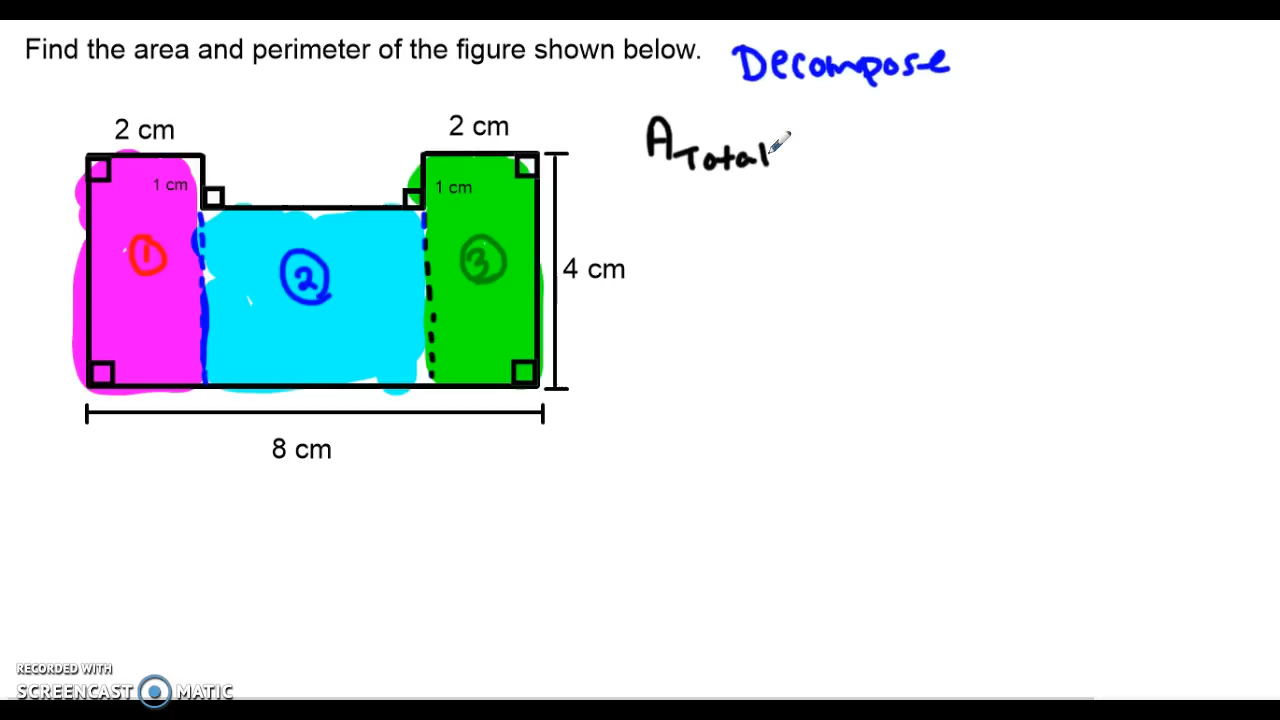 Find the area and perimeter of the figure shown below.
Decompose
2 cm
2 cm
A Total
1 cm
1 cm
1
2
3
4 cm
8 cm
RECORDED WITH
SCREENCAST MATIC